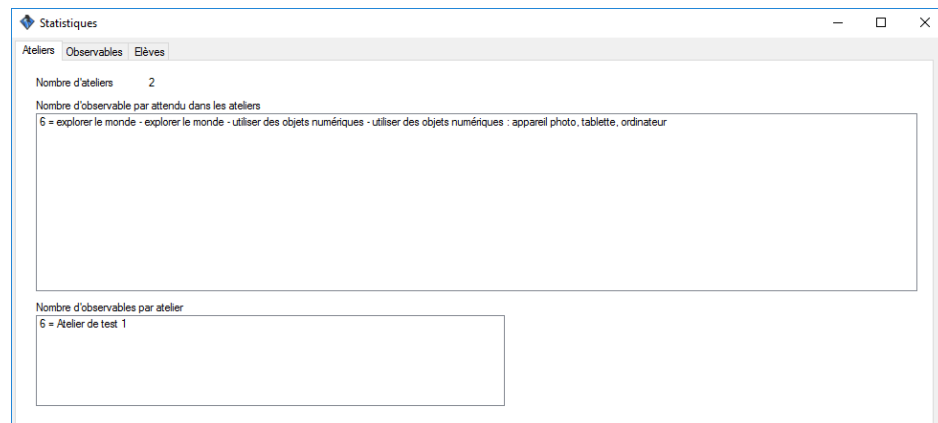 Statistiques
Ateliers Observables Elèves
Nombre d'ateliers 2
Nombre d'observable par attendu dans les ateliers
6 = explorer le monde - explorer le monde - utiliser des objets numériques - utiliser des objets numériques : appareil photo, tablette, ordinateur
Nombre d'observables par atelier
6 = Atelier de test 1